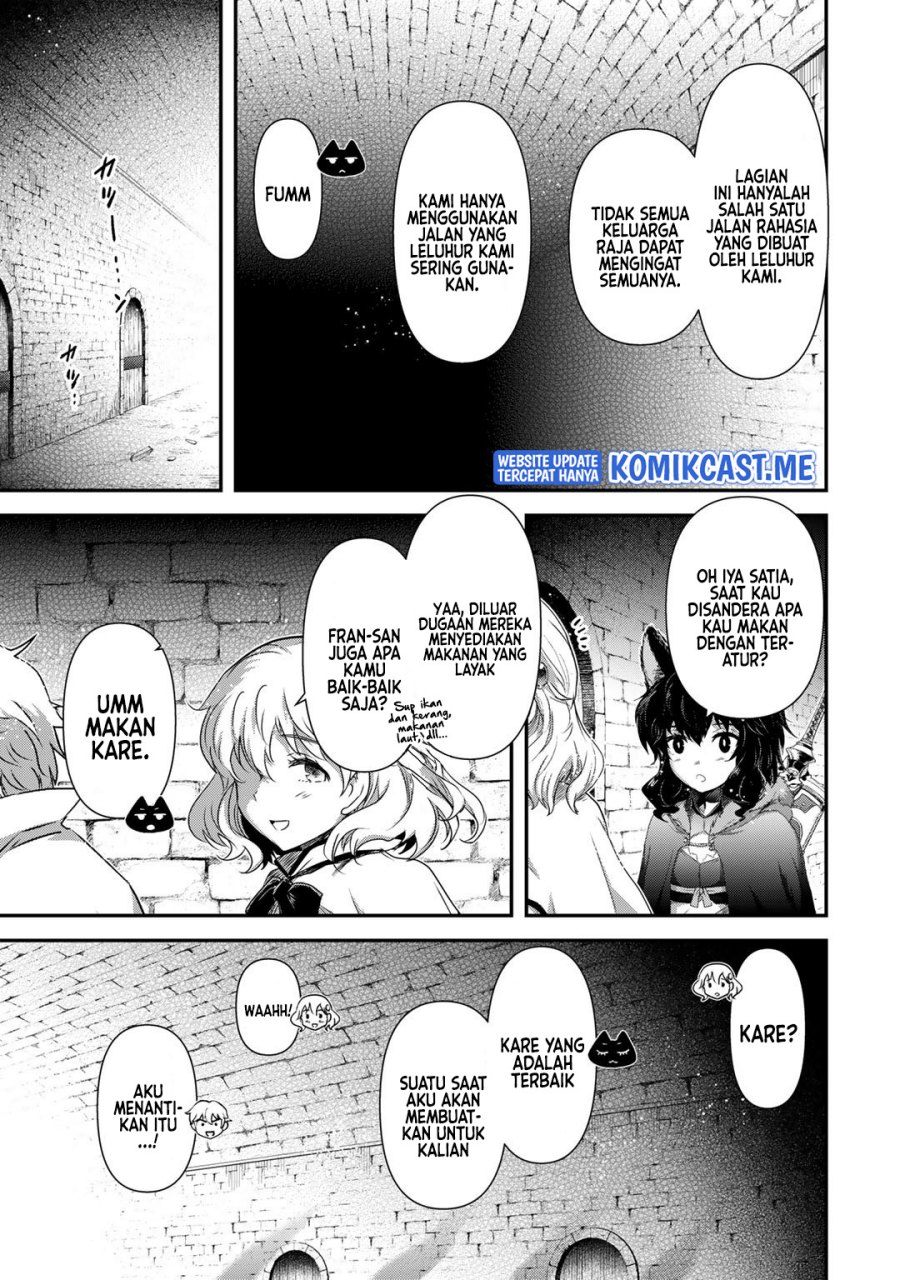 LAGIAN
INI HANYALAH
SALAH SATU
JALAN RAHASIA
YANG DIBUAT
OLEH LELUHUR
KAMI.
TIDAK SEMUA
KELUARGA
RAJA DAPAT
MENGINGAT
SEMUANYA.
KAMI HANYA
MENGGUNAKAN
JALAN YANG
LELUHUR KAMI
SERING GUNA-
KAN.
FUMM
カツ
カツ
WEBSITE UPDATE
TERCEPAT HANYA
KOMIKCAST.ME
OH IYA SATIA,
SAAT KAU
DISANDERA APA
KAU MAKAN
DENGAN TER-
ATUR?
YAA, DILUAR
DUGAAN MEREKA
MENYEDIAKAN
MAKANAN YANG
LAYAK
Sup ikan
dan kerang,
makanan
laut, dll...
FRAN-SAN
JUGA APA
KAMU
BAIK-BAIK
SAJA?
UMM
MAKAN
KARE.
KARE?
KARE YANG
ADALAH
TERBAIK
SUATU SAAT
AKU AKAN
MEMBUAT-
KAN UNTUK
KALIAN
WAAHH!
AKU
MENANTI-
KAN ITU
...!